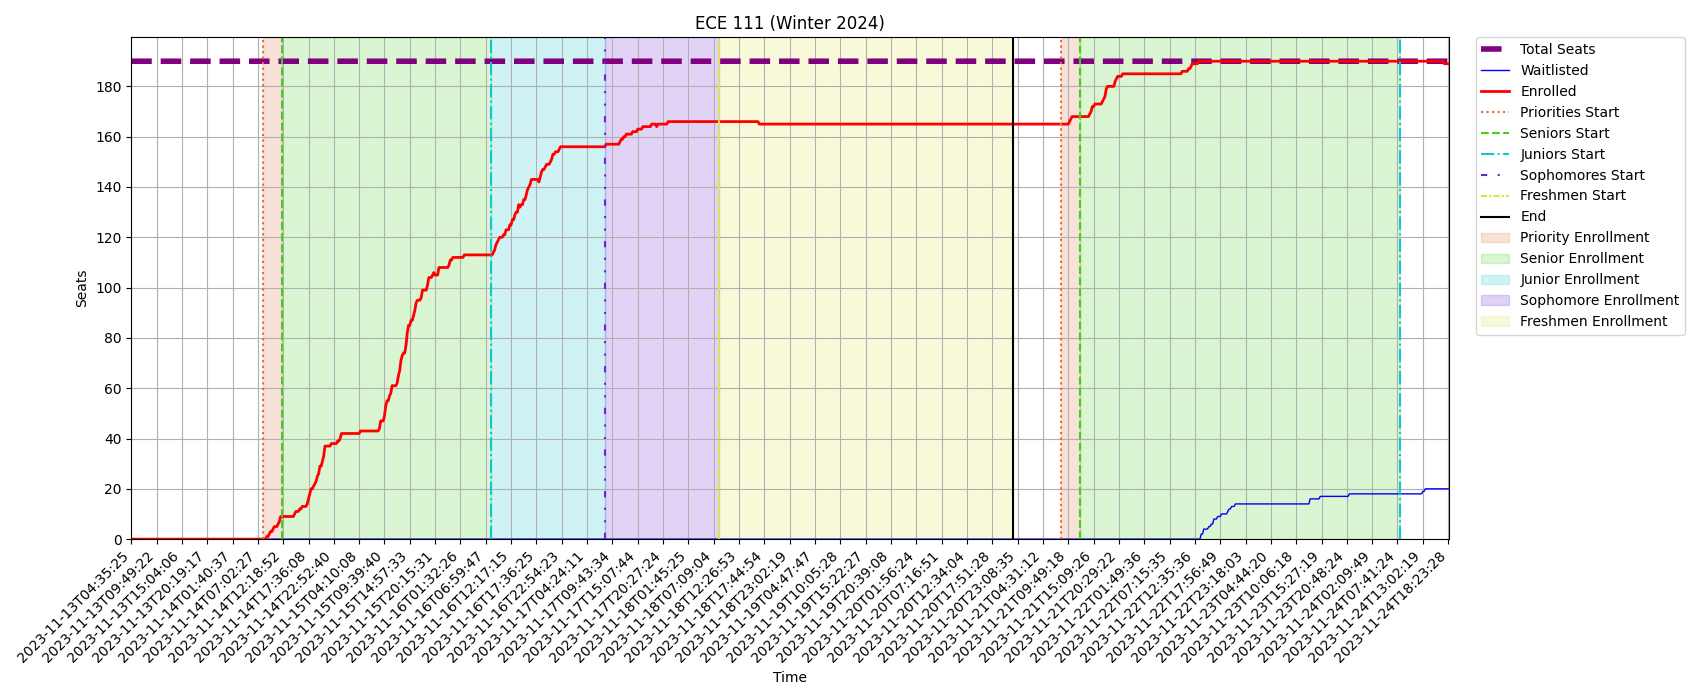 ECE 111 (Winter 2024)
Seats
180
160
140
120
100
80
60
40
20
0
2023-11-13T04:35:25
2023-11-13T09:49:22
2023-11-13T15:04:06
2023-11-13T20:19:17
2023-11-14T01:40:37
2023-11-14T07:02:27
2023-11-14T12:18:52
2023-11-14T17:36:08
2023-11-14T22:52:40
2023-11-15T04:10:09
2023-11-15T09:39:40
2023-11-15T14:57:33
2023-11-15T20:15:31
2023-11-16T01:32:26
2023-11-16T06:59:47
2023-11-16T12:17:15
2023-11-16T17:36:25
2023-11-16T22:54:23
2023-11-17T04:24:11
2023-11-17T09:43:34
2023-11-17T15:07:44
2023-11-17T20:27:24
2023-11-18T01:45:25
2023-11-18T07:09:04
2023-11-18T12:26:53
2023-11-18T17:44:54
2023-11-18T23:02:19
2023-11-19T04:47:47
2023-11-19T10:05:28
2023-11-19T15:22:27
2023-11-19T20:39:08
2023-11-20T01:56:24
2023-11-20T07:16:51
2023-11-20T12:34:04
2023-11-20T17:51:28
2023-11-20T23:08:35
2023-11-21T04:31:12
2023-11-21T09:49:18
2023-11-21T15:09:26
2023-11-21T20:29:22
2023-11-22T01:49:36
2023-11-22T07:15:35
2023-11-22T12:35:36
2023-11-22T17:56:49
2023-11-22T23:18:03
2023-11-23T04:44:20
2023-11-23T10:06:18
2023-11-23T15:27:19
2023-11-23T20:48:24
2023-11-24T02:09:49
2023-11-24T07:41:24
2023-11-24T13:02:19
2023-11-24T18:23:28
Time
Total Seats
Waitlisted
Enrolled
Priorities Start
Seniors Start
Juniors Start
Sophomores Start
Freshmen Start
End
Priority Enrollment
Senior Enrollment
Junior Enrollment
Sophomore Enrollment
Freshmen Enrollment